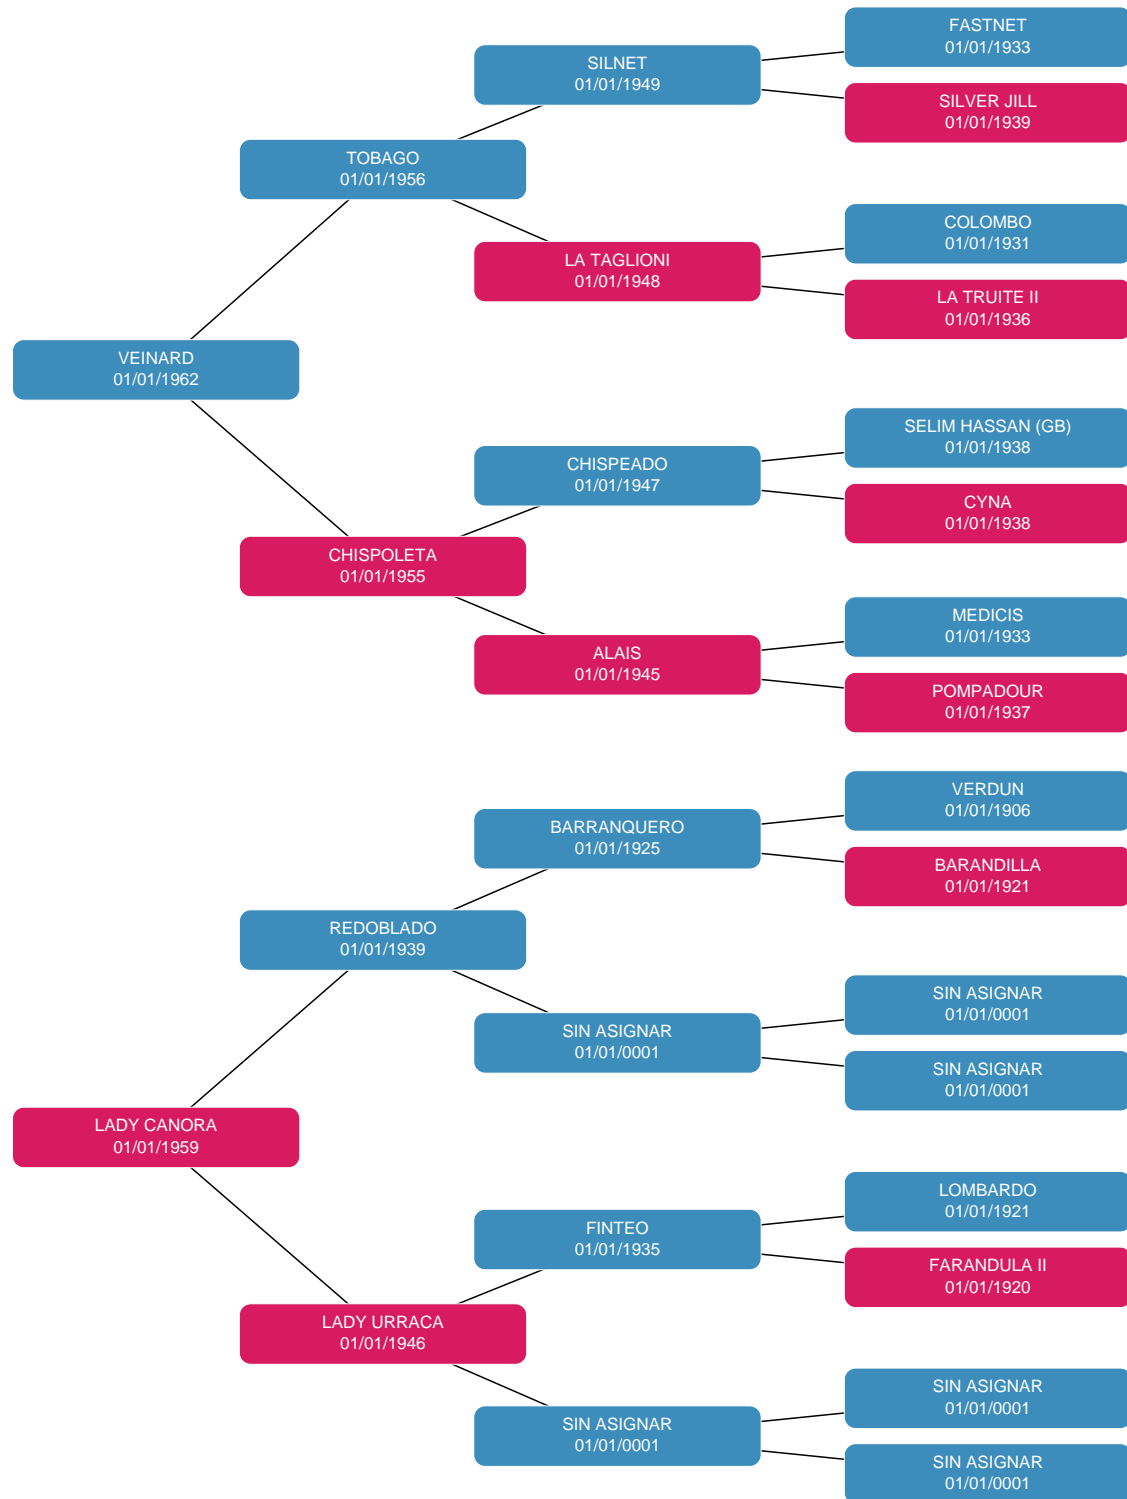 FASTNET
01/01/1933
SILNET
01/01/1949
SILVER JILL
01/01/1939
TOBAGO
01/01/1956
COLOMBO
01/01/1931
LA TAGLIONI
01/01/1948
LA TRUITE II
01/01/1936
VEINARD
01/01/1962
SELIM HASSAN (GB)
01/01/1938
CHISPEADO
01/01/1947
CYNA
01/01/1938
CHISPOLETA
01/01/1955
MEDICIS
01/01/1933
ALAIS
01/01/1945
POMPADOUR
01/01/1937
VERDUN
01/01/1906
BARRANQUERO
01/01/1925
BARANDILLA
01/01/1921
REDOBLADO
01/01/1939
SIN ASIGNAR
01/01/0001
SIN ASIGNAR
01/01/0001
SIN ASIGNAR
01/01/0001
LADY CANORA
01/01/1959
LOMBARDO
01/01/1921
FINTEO
01/01/1935
FARANDULA II
01/01/1920
LADY URRACA
01/01/1946
SIN ASIGNAR
01/01/0001
SIN ASIGNAR
01/01/0001
SIN ASIGNAR
01/01/0001